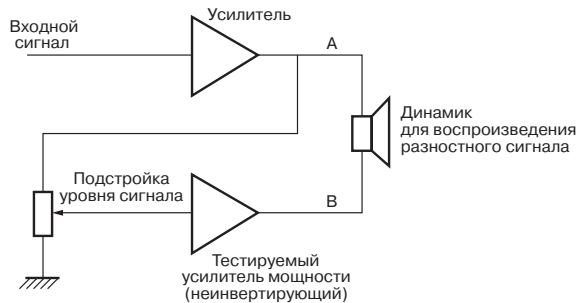 Входной
сигнал
Усилитель
A
Динамик
для воспроизведения
разностного сигнала
Подстройка
уровня сигнала
B
Тестируемый
усилитель мощности
(неинвертирующий)